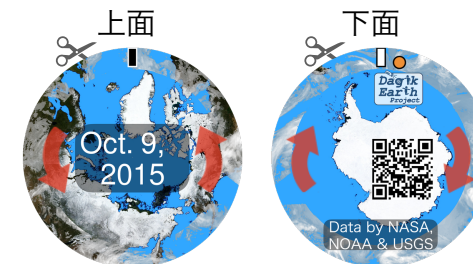 上面
下面
Oct. 9,
2015
Dagik
Earth
Project
Data by NASA,
NOAA & USGS